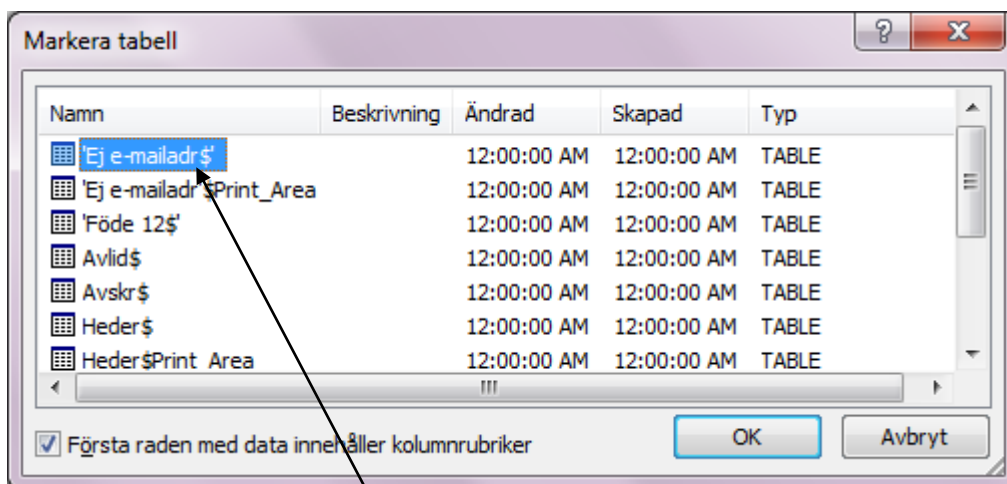 Markera tabell
Namn Beskrivning Ändrad Skapad Typ
'Ej e-mailadr$' 12:00:00 AM 12:00:00 AM TABLE
'Ej e-mailadr$'Print_Area 12:00:00 AM 12:00:00 AM TABLE
'Föde 12$' 12:00:00 AM 12:00:00 AM TABLE
Avlid$ 12:00:00 AM 12:00:00 AM TABLE
Avskr$ 12:00:00 AM 12:00:00 AM TABLE
Heder$ 12:00:00 AM 12:00:00 AM TABLE
Heder$Print_Area 12:00:00 AM 12:00:00 AM TABLE
Första raden med data innehåller kolumnrubriker OK Avbryt